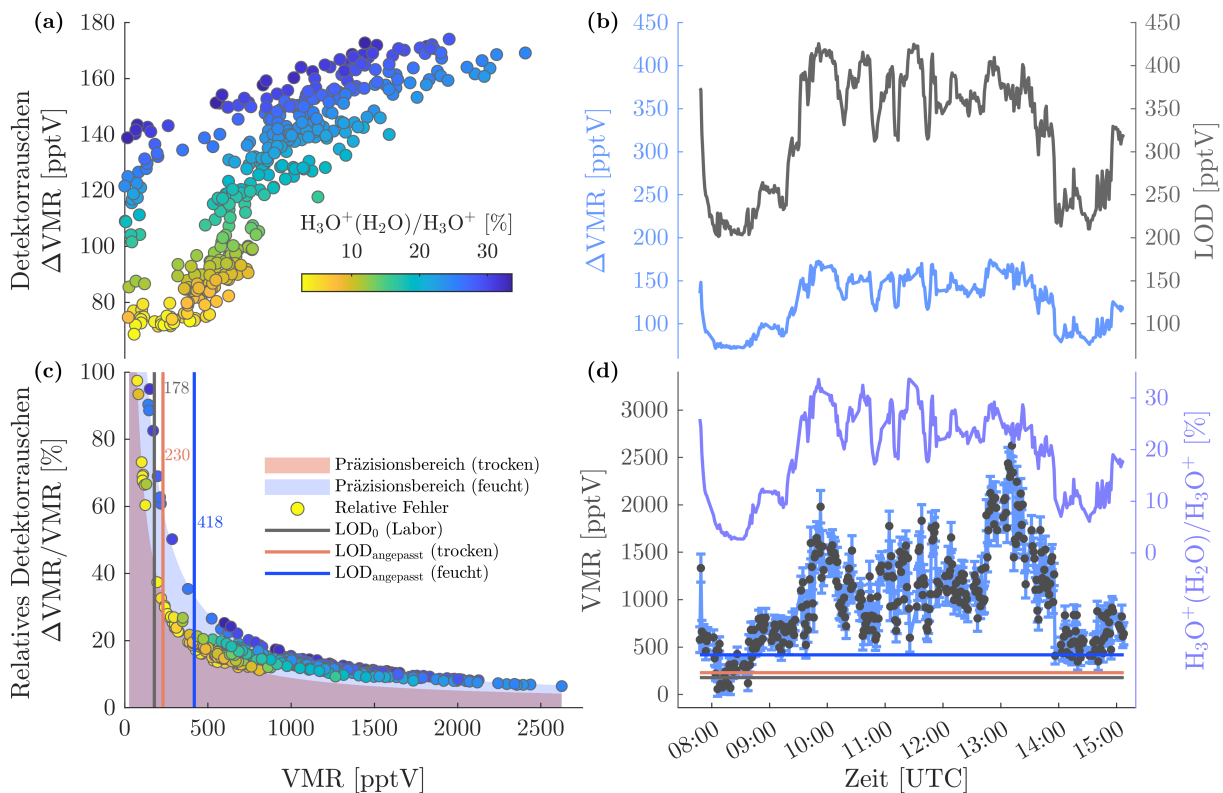 (a)
180
160
140
120
100
80
Detektorrauschen
ΔVMR [pptV]
H₃O⁺(H₂O)/H₃O⁺ [%]
10 20 30
(b)
450
400
350
300
250
200
150
100
ΔVMR [pptV]
450
400
350
300
250
200
150
100
LOD [pptV]
(c)
100
80
60
40
20
0
Relatives Detektorrauschen
ΔVMR/VMR [%]
178
230
418
Präzisionsbereich (trocken)
Präzisionsbereich (feucht)
Relative Fehler
LOD₀ (Labor)
LODangepasst (trocken)
LODangepasst (feucht)
0 500 1000 1500 2000 2500
VMR [pptV]
(d)
3000
2500
2000
1500
1000
500
0
VMR [pptV]
30
20
10
0
H₃O⁺(H₂O)/H₃O⁺ [%]
08:00 09:00 10:00 11:00 12:00 13:00 14:00 15:00
Zeit [UTC]